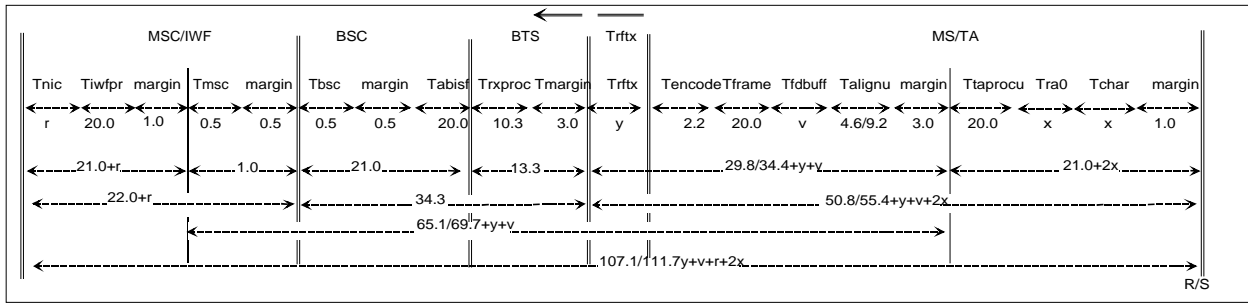 MSC/IWF BSC BTS Trftx MS/TA
Tnic Tiwfpr margin Tmsc margin Tbsc margin Tabisf Trxproc Tmargin Trftx Tencode Tframe Tfdbuff Talignu margin Ttaprocu Tra0 Tchar margin
r 20.0 1.0 0.5 0.5 0.5 0.5 20.0 10.3 3.0 y 2.2 20.0 v 4.6/9.2 3.0 20.0 x x 1.0
21.0+r 1.0 21.0 13.3 29.8/34.4+y+v 21.0+2x
22.0+r 34.3 50.8/55.4+y+v+2x
65.1/69.7+y+v
107.1/111.7y+v+r+2x
R/S